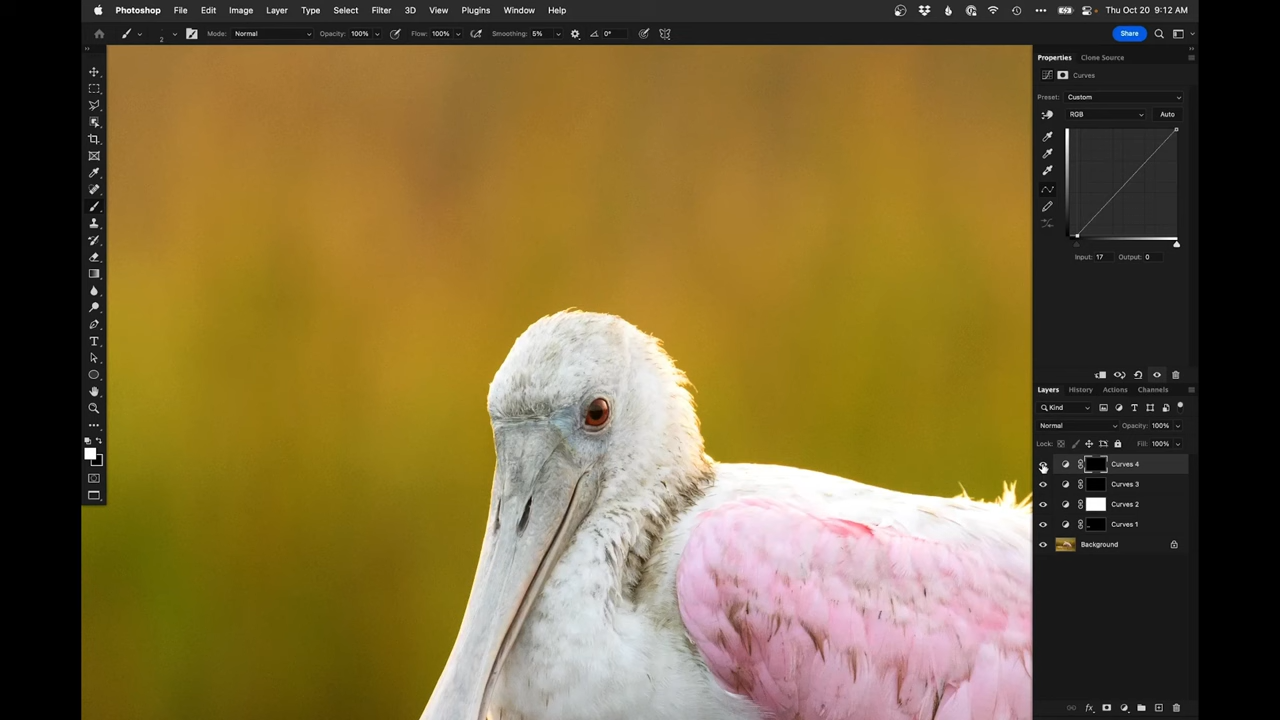 Photoshop File Edit Image Layer Type Select Filter 3D View Plugins Window Help Thu Oct 20 9:12 AM
2 Mode: Normal Opacity: 100% Flow: 100% Smoothing: 5% 0° Share
Properties Clone Source
Curves
Preset: Custom
RGB Auto
Input: 17 Output: 0
Layers History Actions Channels
Kind
Normal Opacity: 100%
Lock: Fill: 100%
Curves 4
Curves 3
Curves 2
Curves 1
Background